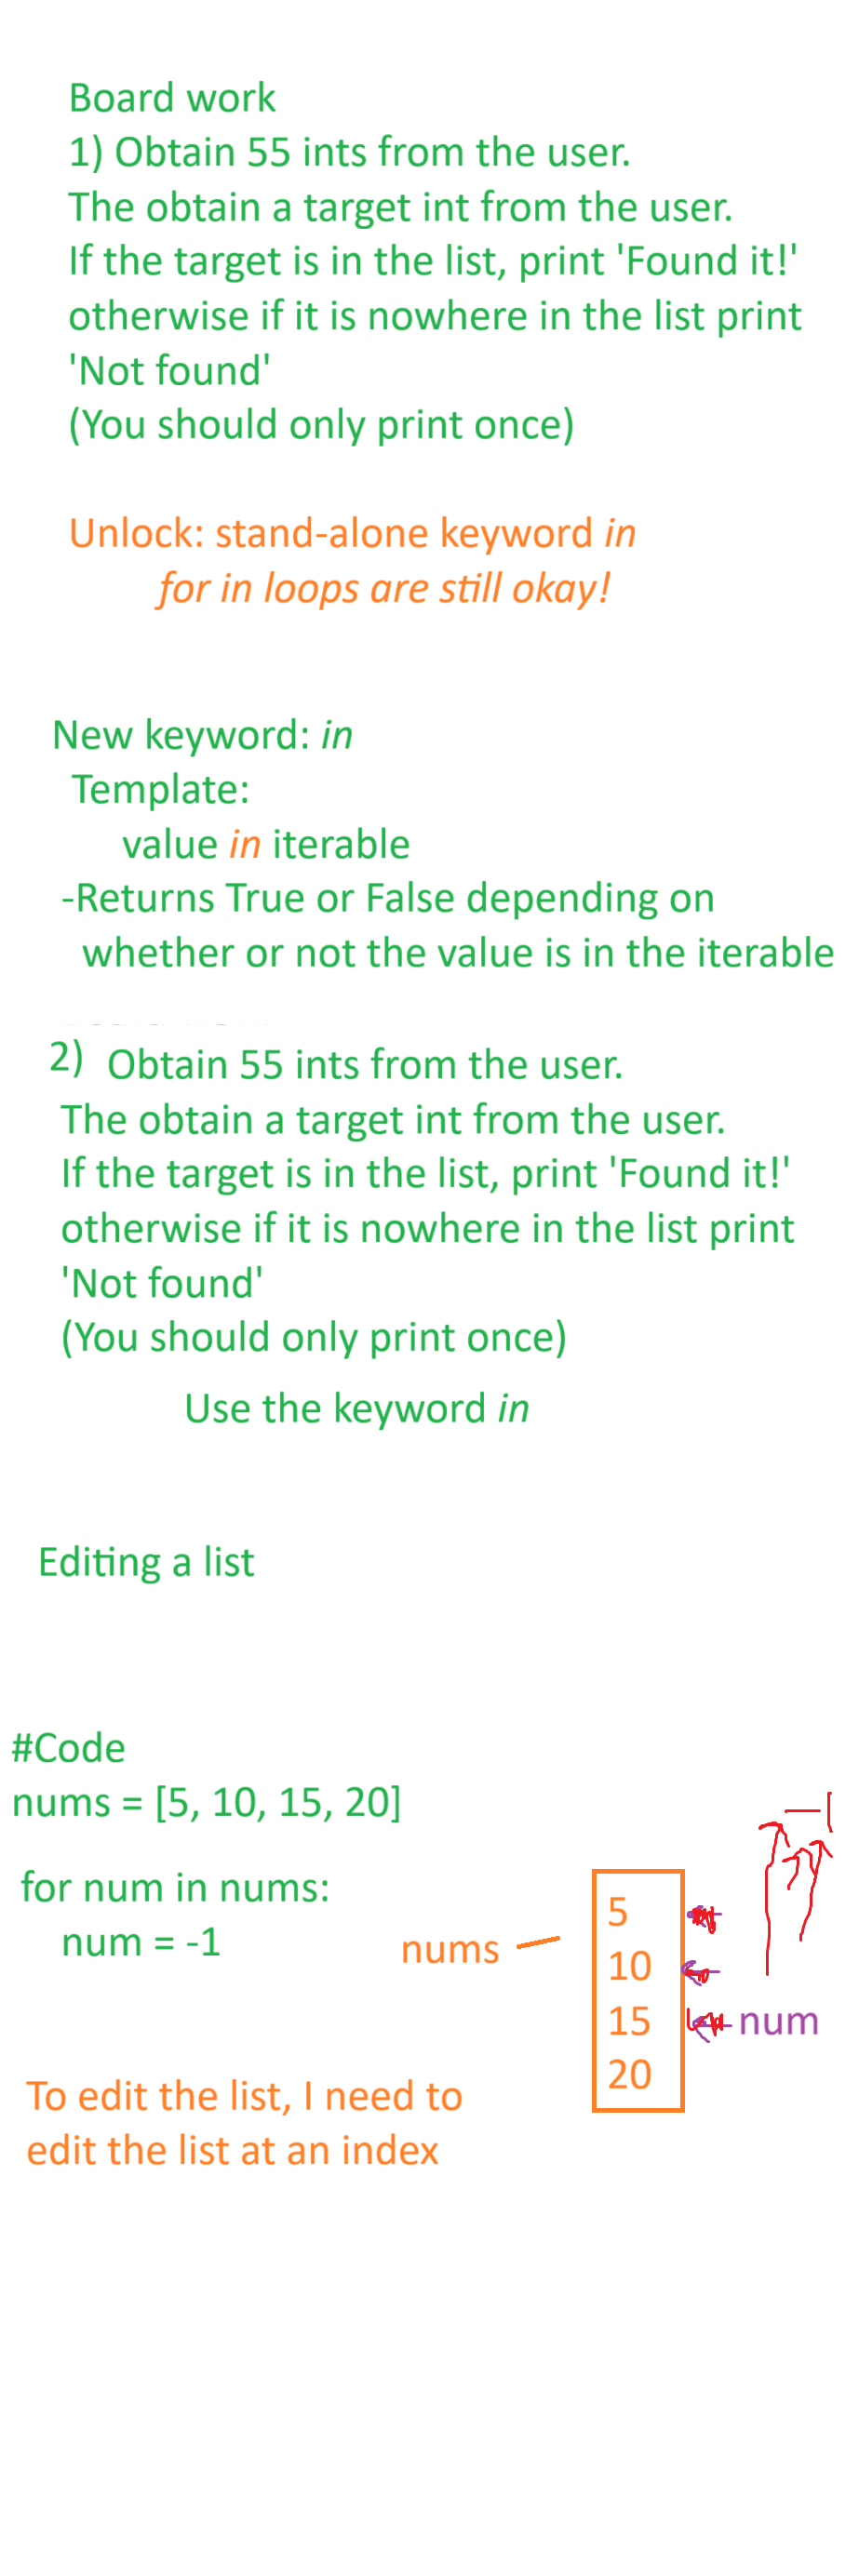 Board work
1) Obtain 55 ints from the user.
The obtain a target int from the user.
If the target is in the list, print 'Found it!'
otherwise if it is nowhere in the list print
'Not found'
(You should only print once)
Unlock: stand-alone keyword in
for in loops are still okay!
New keyword: in
Template:
value in iterable
-Returns True or False depending on
whether or not the value is in the iterable
2) Obtain 55 ints from the user.
The obtain a target int from the user.
If the target is in the list, print 'Found it!'
otherwise if it is nowhere in the list print
'Not found'
(You should only print once)
Use the keyword in
Editing a list
#Code
nums = [5, 10, 15, 20]
for num in nums:
num = -1
nums
5
10
15
20
num
-1
To edit the list, I need to
edit the list at an index